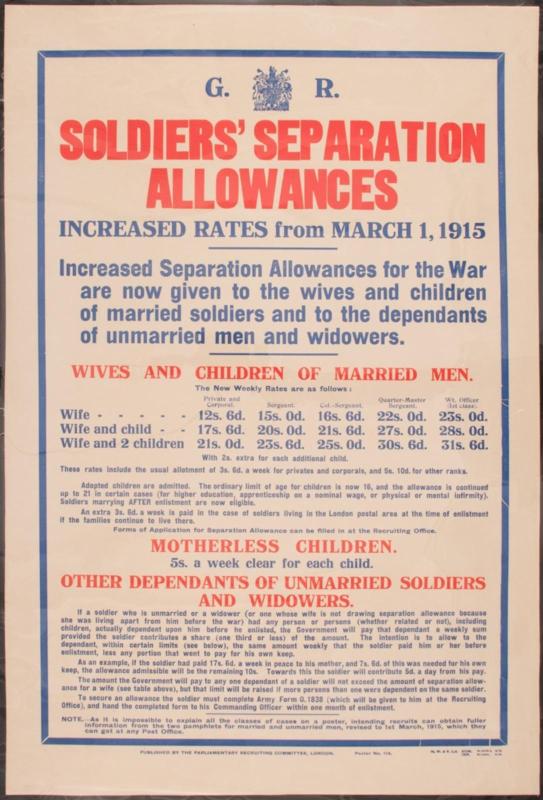 G. R.
SOLDIERS' SEPARATION
ALLOWANCES
INCREASED RATES from MARCH 1, 1915
Increased Separation Allowances for the War
are now given to the wives and children
of married soldiers and to the dependants
of unmarried men and widowers.
WIVES AND CHILDREN OF MARRIED MEN.
The New Weekly Rates are as follows:
Private and Corporal. Sergeant. Col.-Sergeant. Quarter-Master Sergeant. Wt. Officer (1st class).
Wife - - - - - 12s. 6d. 15s. 0d. 16s. 6d. 22s. 0d. 23s. 0d.
Wife and child - - 17s. 6d. 20s. 0d. 21s. 6d. 27s. 0d. 28s. 0d.
Wife and 2 children 21s. 0d. 23s. 6d. 25s. 0d. 30s. 6d. 31s. 6d.
With 2s. extra for each additional child.
These rates include the usual allotment of 3s. 6d. a week for privates and corporals, and 5s. 10d. for other ranks.
Adopted children are admitted. The ordinary limit of age for children is now 16, and the allowance is continued
up to 21 in certain cases (for higher education, apprenticeship on a nominal wage, or physical or mental infirmity).
Soldiers marrying AFTER enlistment are now eligible.
An extra 3s. 6d. a week is paid in the case of soldiers living in the London postal area at the time of enlistment
if the families continue to live there.
Forms of Application for Separation Allowance can be filled in at the Recruiting Office.
MOTHERLESS CHILDREN.
5s. a week clear for each child.
OTHER DEPENDANTS OF UNMARRIED SOLDIERS
AND WIDOWERS.
If a soldier who is unmarried or a widower (or one whose wife is not drawing separation allowance because
she was living apart from him before the war) had any person or persons (whether related or not), including
children, actually dependent upon him before he enlisted, the Government will pay that dependant a weekly sum
provided the soldier contributes a share (one third or less) of the amount. The intention is to allow to the
dependant, within certain limits (see below), the same amount weekly that the soldier paid him or her before
enlistment, less any portion that went to pay for his own keep.
As an example, if the soldier had paid 17s. 6d. a week in peace to his mother, and 7s. 6d. of this was needed for his own
keep, the allowance admissible will be the remaining 10s. Towards this the soldier will contribute 5d. a day from his pay.
The amount the Government will pay to any one dependant of a soldier will not exceed the amount of separation allow-
ance for a wife (see table above), but that limit will be raised if more persons than one were dependent on the same soldier.
To secure an allowance the soldier must complete Army Form O.1838 (which will be given to him at the Recruiting
Office), and hand the completed form to his Commanding Officer within one month of enlistment.
NOTE.—As it is impossible to explain all the classes of cases on a poster, intending recruits can obtain fuller
information from the two pamphlets for married and unmarried men, revised to 1st March, 1915, which they
can get at any Post Office.
PUBLISHED BY THE PARLIAMENTARY RECRUITING COMMITTEE, LONDON. Poster No.